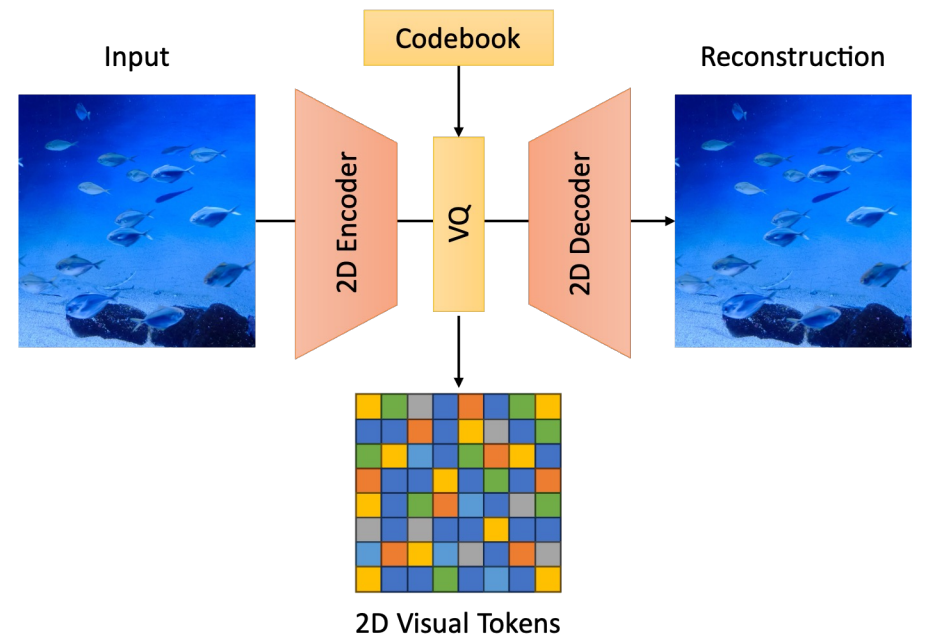 Codebook
Input
Reconstruction
2D Encoder
VQ
2D Decoder
2D Visual Tokens